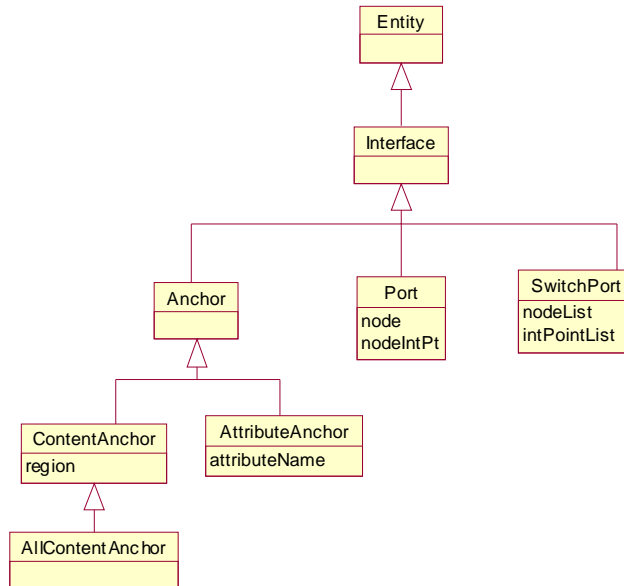 Entity
Interface
Anchor
Port
node
nodeIntPt
SwitchPort
nodeList
intPointList
ContentAnchor
region
AttributeAnchor
attributeName
AllContentAnchor